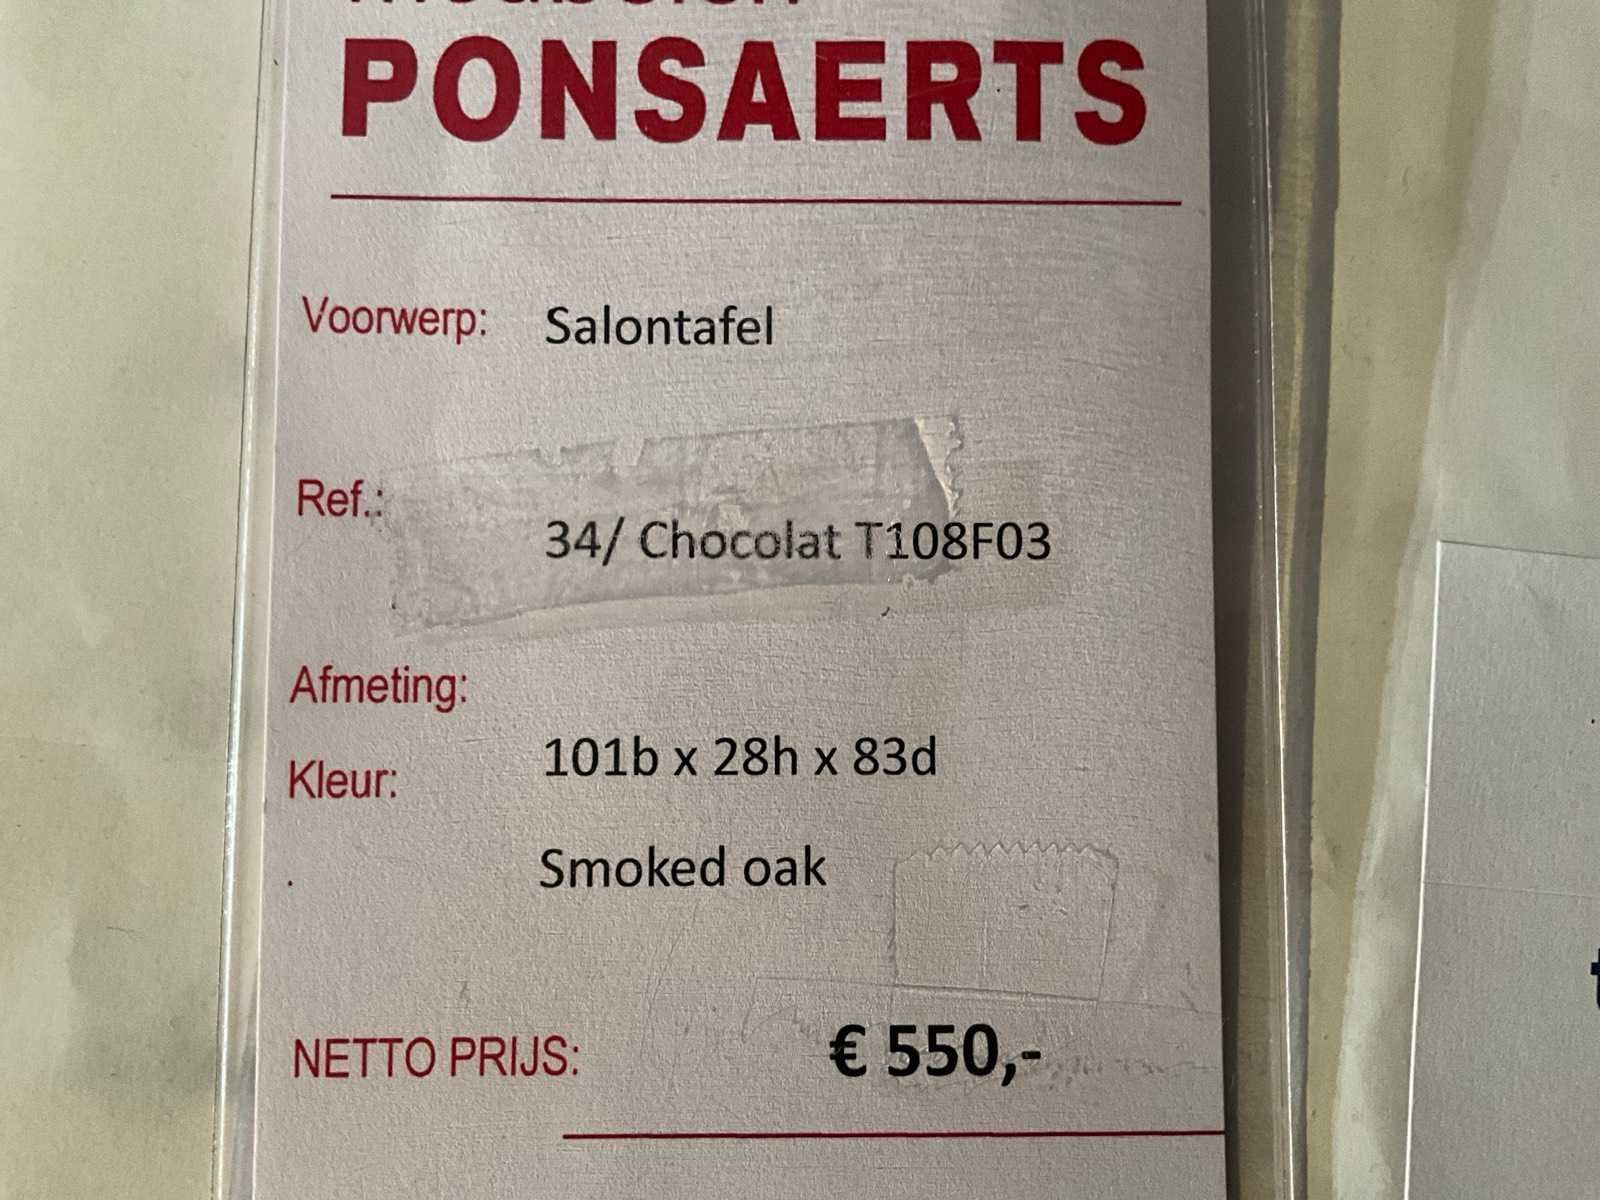 PONSAERTS
Voorwerp: Salontafel
Ref.: 34/ Chocolat T108F03
Afmeting: 101b x 28h x 83d
Kleur: Smoked oak
NETTO PRIJS: € 550,-